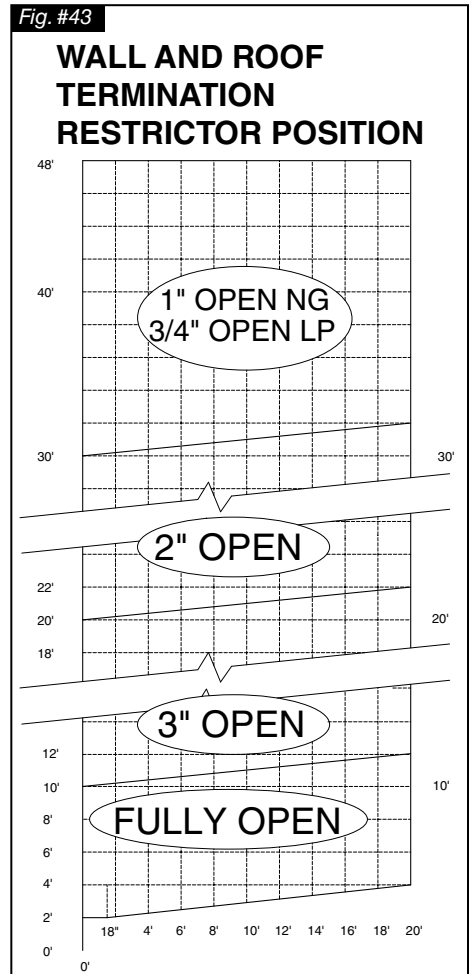 Fig. #43
WALL AND ROOF
TERMINATION
RESTRICTOR POSITION
48'
40'
1" OPEN NG
3/4" OPEN LP
30'
30'
2" OPEN
22'
20'
20'
18'
3" OPEN
12'
10'
10'
FULLY OPEN
8'
6'
4'
2'
18" 4' 6' 8' 10' 12' 14' 16' 18' 20'
0'
0'